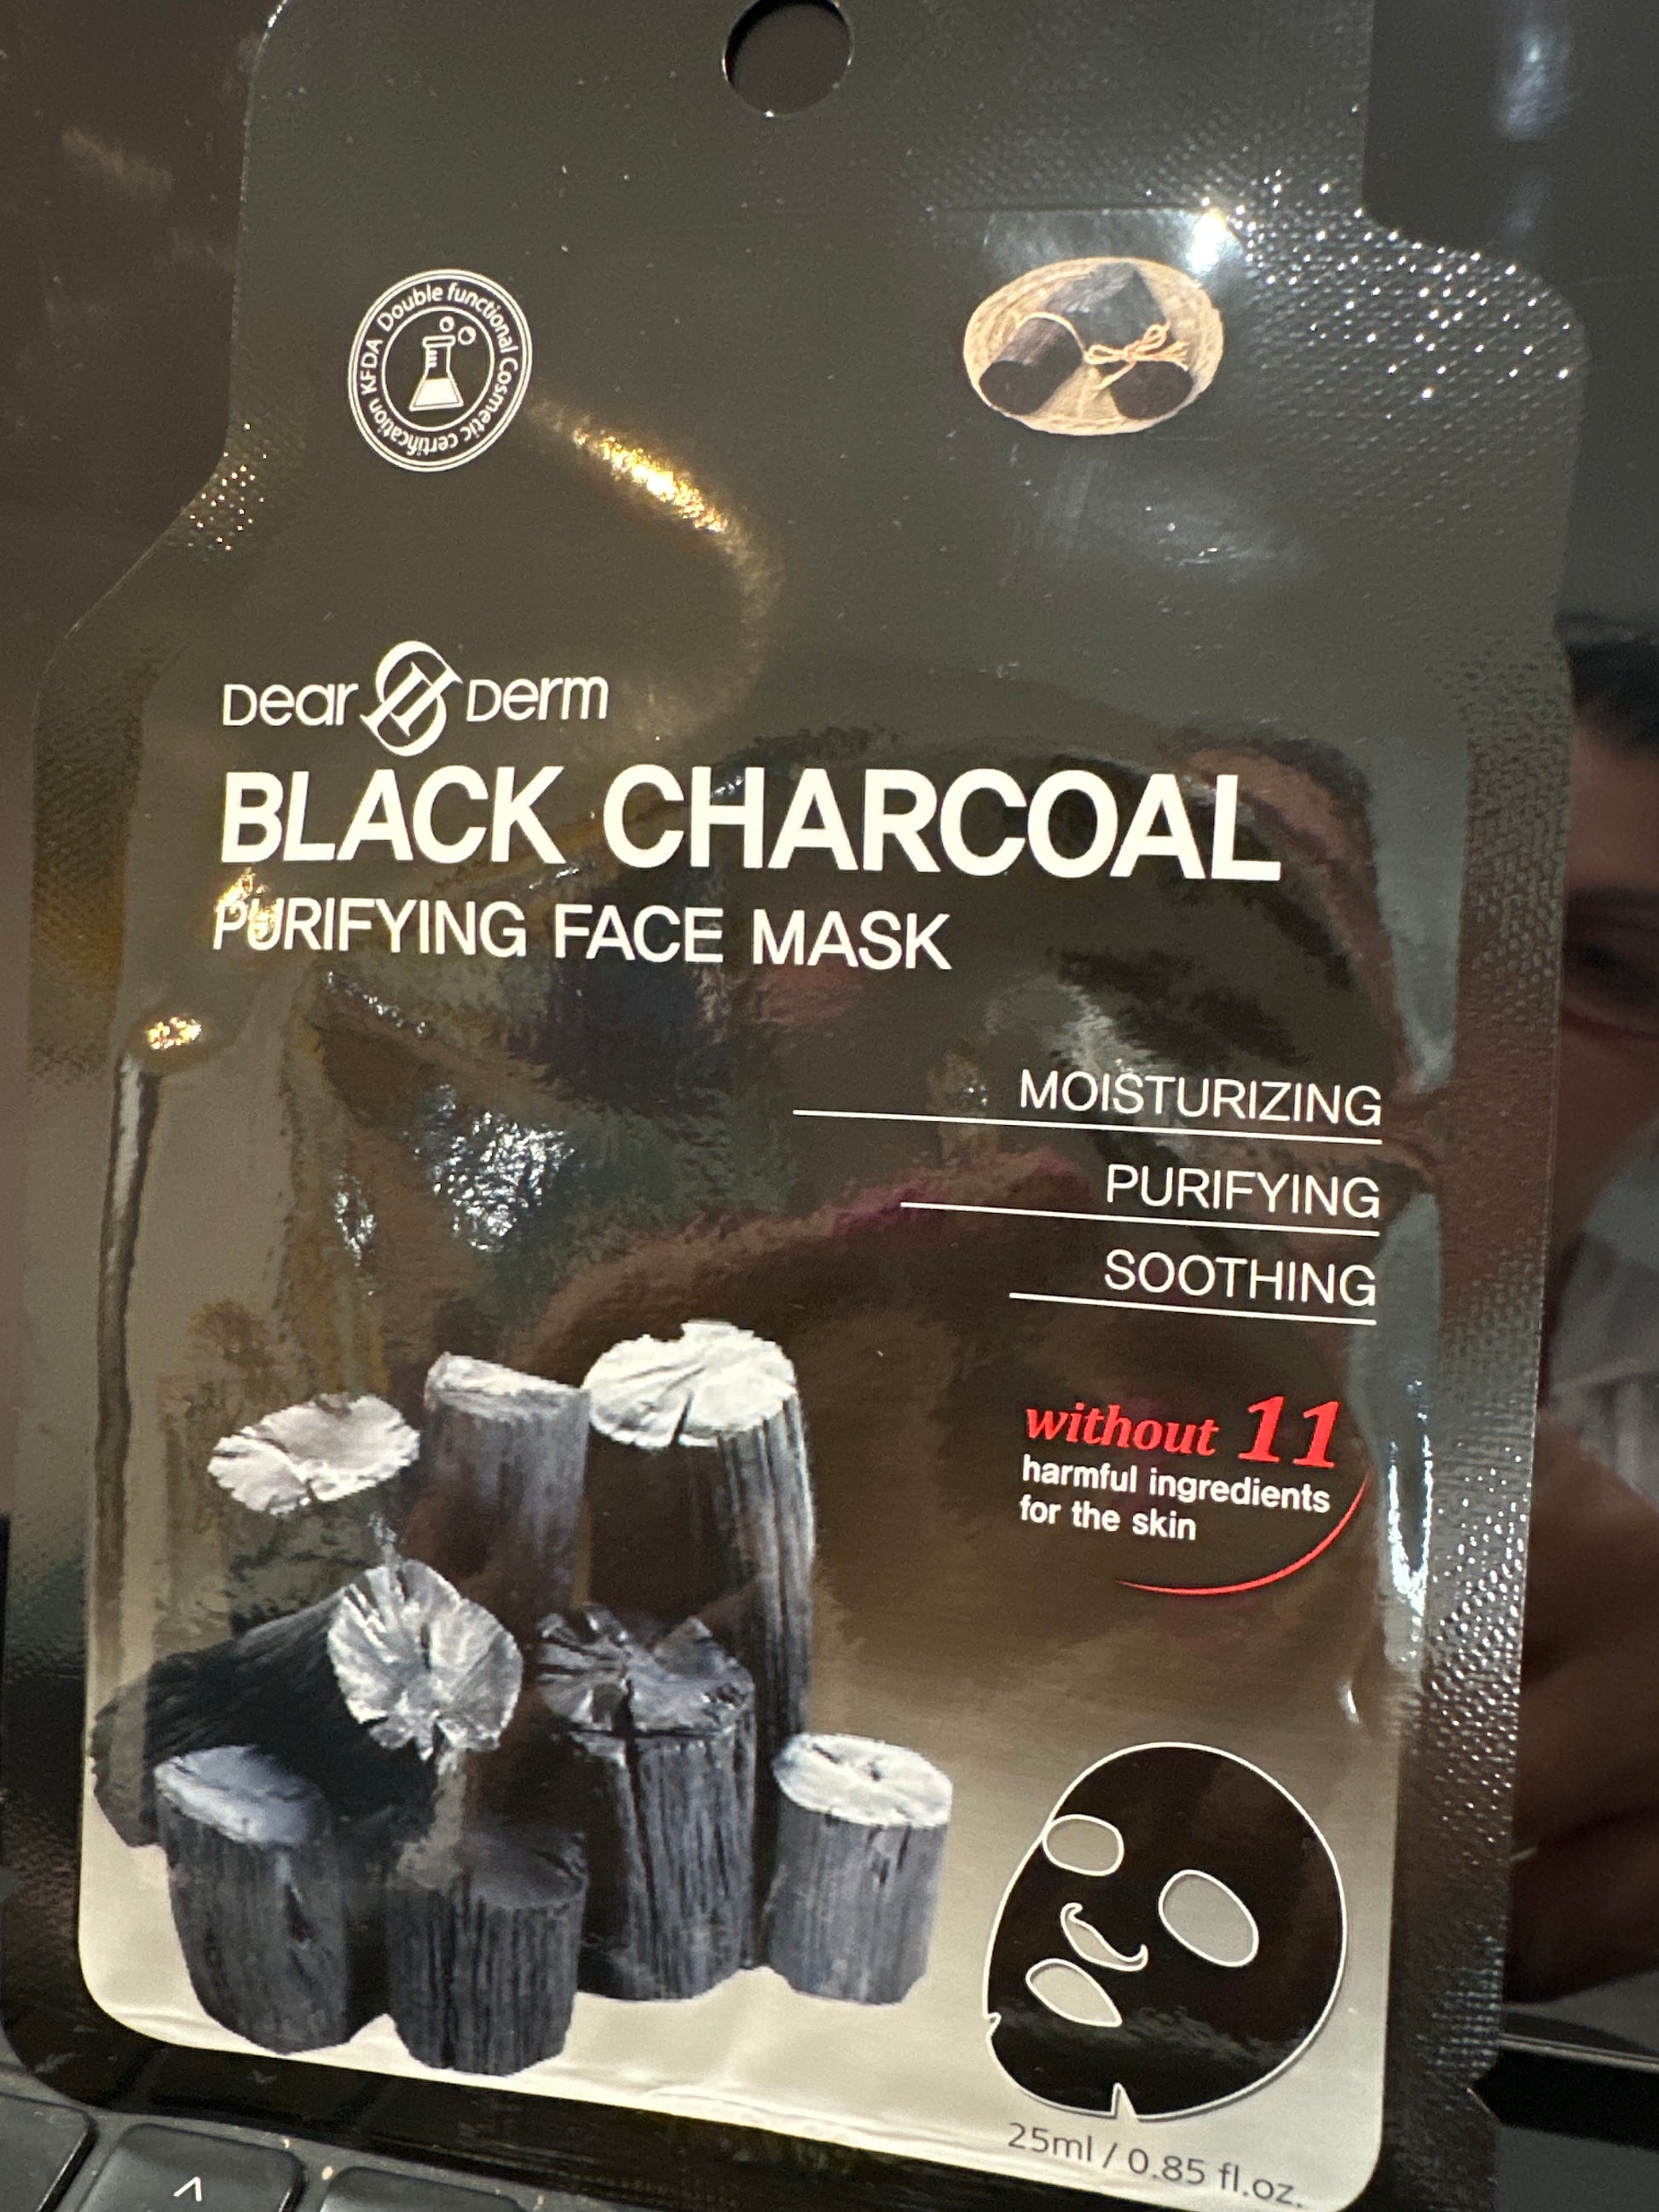 KFDA Double functional Cosmetic certification
Dear Derm
BLACK CHARCOAL
PURIFYING FACE MASK
MOISTURIZING
PURIFYING
SOOTHING
without 11
harmful ingredients
for the skin
25ml / 0.85 fl.oz.
^